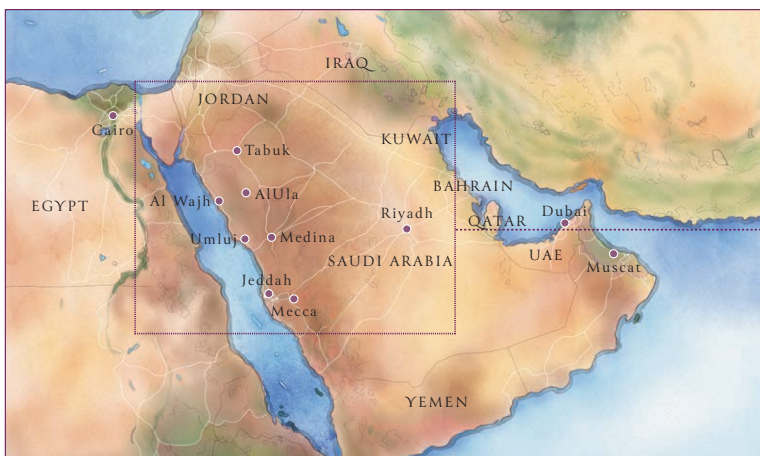 IRAQ
JORDAN
Cairo
KUWAIT
Tabuk
BAHRAIN
EGYPT
Al Wajh
AlUla
Riyadh
QATAR
Dubai
Umluj
Medina
SAUDI ARABIA
UAE
Muscat
Jeddah
Mecca
YEMEN